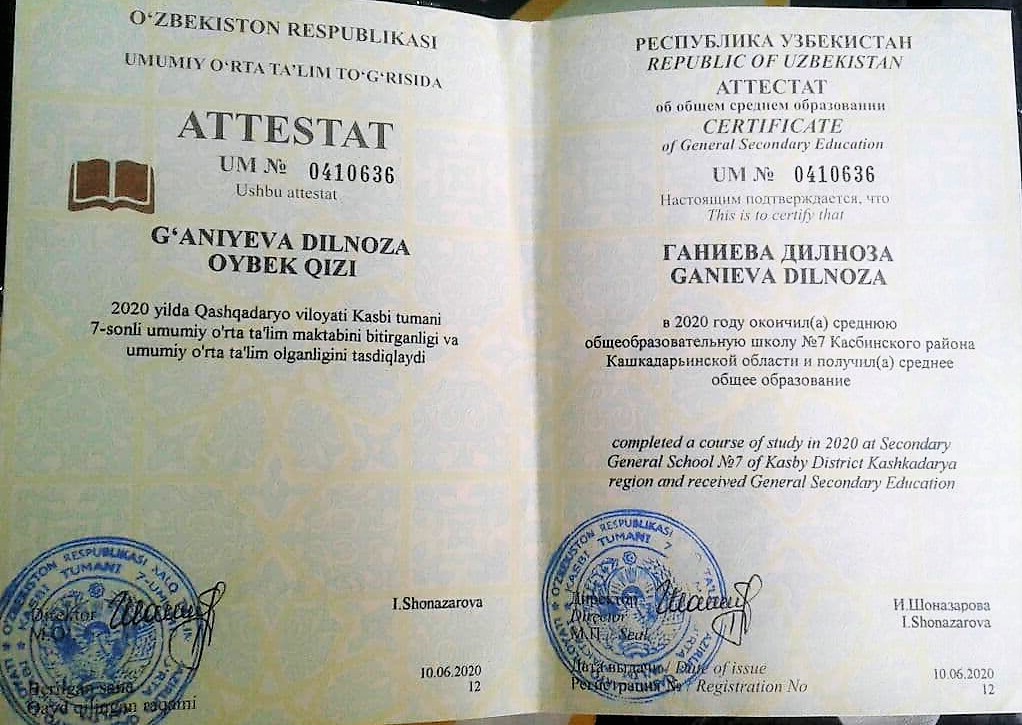 O‘ZBEKISTON RESPUBLIKASI
UMUMIY O‘RTA TA’LIM TO‘G‘RISIDA
ATTESTAT
UM № 0410636
Ushbu attestat
G‘ANIYEVA DILNOZA
OYBEK QIZI
2020 yilda Qashqadaryo viloyati Kasbi tumani
7-sonli umumiy o'rta ta'lim maktabini bitirganligi va
umumiy o'rta ta'lim olganligini tasdiqlaydi
O‘ZBEKISTON RESPUBLIKASI XALQ
KASBI TUMANI 7-UMUMIY
Direktor
I.Shonazarova
M.O‘.
Berilgan sana
10.06.2020
Qayd qilingan raqami
12
РЕСПУБЛИКА УЗБЕКИСТАН
REPUBLIC OF UZBEKISTAN
АТТЕСТАТ
об общем среднем образовании
CERTIFICATE
of General Secondary Education
UM № 0410636
Настоящим подтверждается, что
This is to certify that
ГАНИЕВА ДИЛНОЗА
GANIEVA DILNOZA
в 2020 году окончил(а) среднюю
общеобразовательную школу №7 Касбинского района
Кашкадарьинской области и получил(а) среднее
общее образование
completed a course of study in 2020 at Secondary
General School №7 of Kasby District Kashkadarya
region and received General Secondary Education
O‘ZBEKISTON RESPUBLIKASI
KASBI TUMANI 7
Директор
Director
И.Шоназарова
I.Shonazarova
М.П. Seal
Дата выдачи / Date of issue
10.06.2020
Регистрация № / Registration No
12